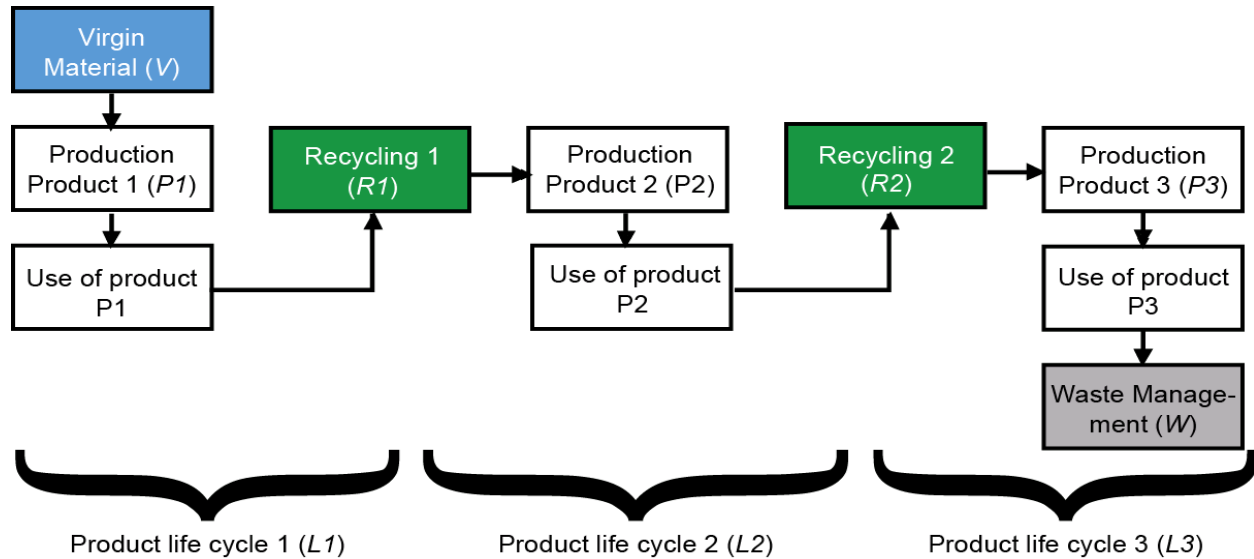 Virgin
Material (V)
Production
Product 1 (P1)
Use of product
P1
Recycling 1
(R1)
Production
Product 2 (P2)
Use of product
P2
Recycling 2
(R2)
Production
Product 3 (P3)
Use of product
P3
Waste Manage-
ment (W)
Product life cycle 1 (L1)
Product life cycle 2 (L2)
Product life cycle 3 (L3)